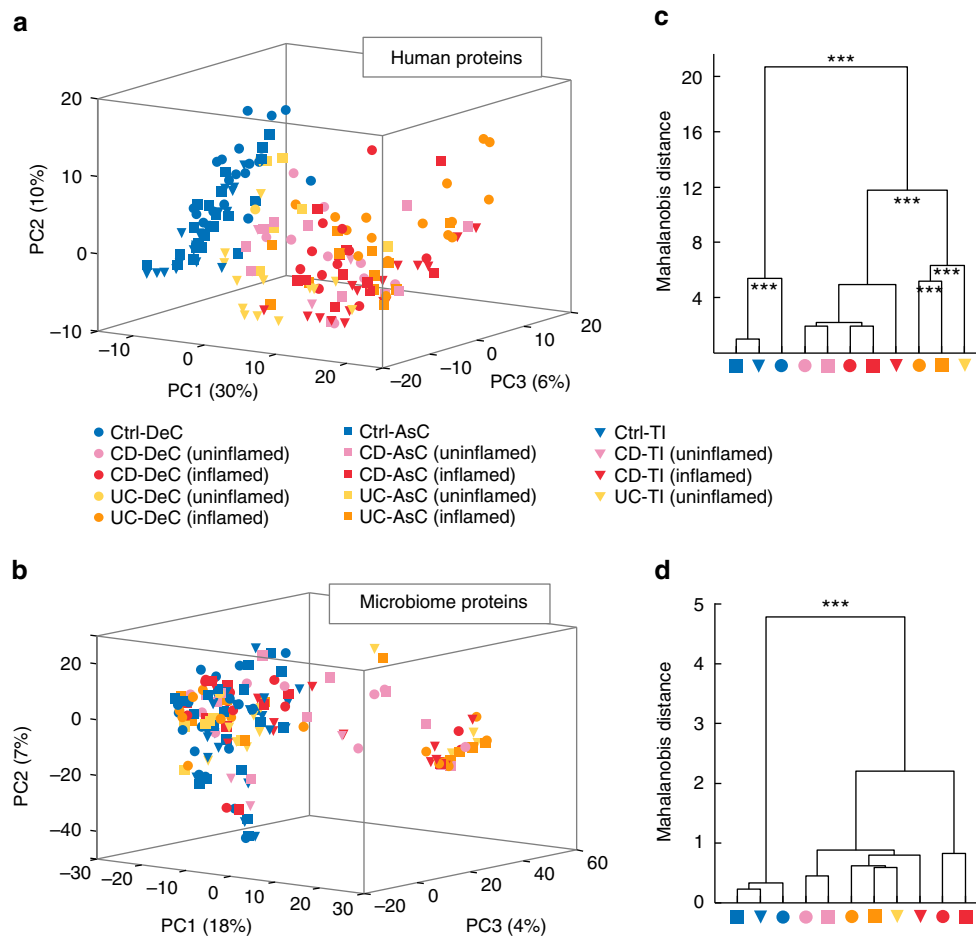 a
Human proteins
20
10
0
–10
PC2 (10%)
–10
0
10
20
PC1 (30%)
–20
–10
0
10
20
PC3 (6%)
c
20
16
12
8
4
Mahalanobis distance
***
***
***
***
***
Ctrl-DeC
CD-DeC (uninflamed)
CD-DeC (inflamed)
UC-DeC (uninflamed)
UC-DeC (inflamed)
Ctrl-AsC
CD-AsC (uninflamed)
CD-AsC (inflamed)
UC-AsC (uninflamed)
UC-AsC (inflamed)
Ctrl-TI
CD-TI (uninflamed)
CD-TI (inflamed)
UC-TI (uninflamed)
b
Microbiome proteins
20
0
–20
–40
PC2 (7%)
–30
–20
–10
0
10
20
30
PC1 (18%)
–20
0
20
40
60
PC3 (4%)
d
5
4
3
2
1
0
Mahalanobis distance
***